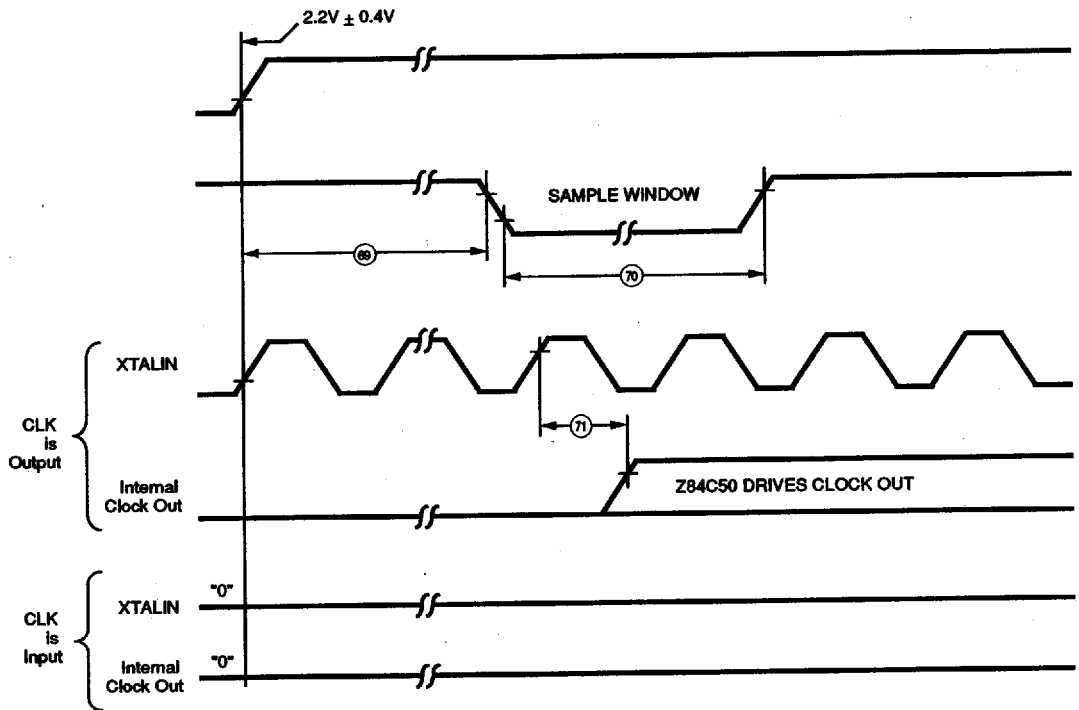 2.2V ± 0.4V
SAMPLE WINDOW
69
70
XTALIN
CLK
is
Output
71
Internal
Clock Out
Z84C50 DRIVES CLOCK OUT
"0"
XTALIN
CLK
is
Input
"0"
Internal
Clock Out